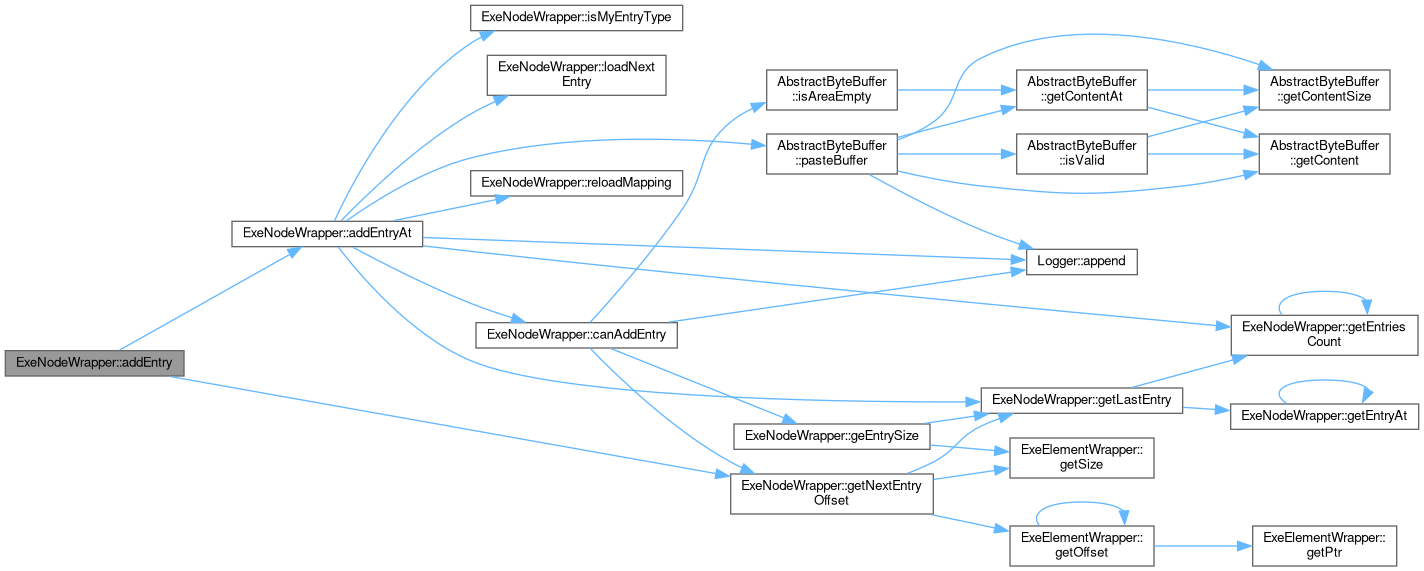 ExeNodeWrapper::isMyEntryType
ExeNodeWrapper::loadNext
Entry
AbstractByteBuffer
::isAreaEmpty
AbstractByteBuffer
::getContentAt
AbstractByteBuffer
::getContentSize
AbstractByteBuffer
::pasteBuffer
AbstractByteBuffer
::isValid
AbstractByteBuffer
::getContent
ExeNodeWrapper::reloadMapping
ExeNodeWrapper::addEntryAt
Logger::append
ExeNodeWrapper::canAddEntry
ExeNodeWrapper::getEntries
Count
ExeNodeWrapper::addEntry
ExeNodeWrapper::getLastEntry
ExeNodeWrapper::getEntryAt
ExeNodeWrapper::geEntrySize
ExeElementWrapper::
getSize
ExeNodeWrapper::getNextEntry
Offset
ExeElementWrapper::
getOffset
ExeElementWrapper::
getPtr